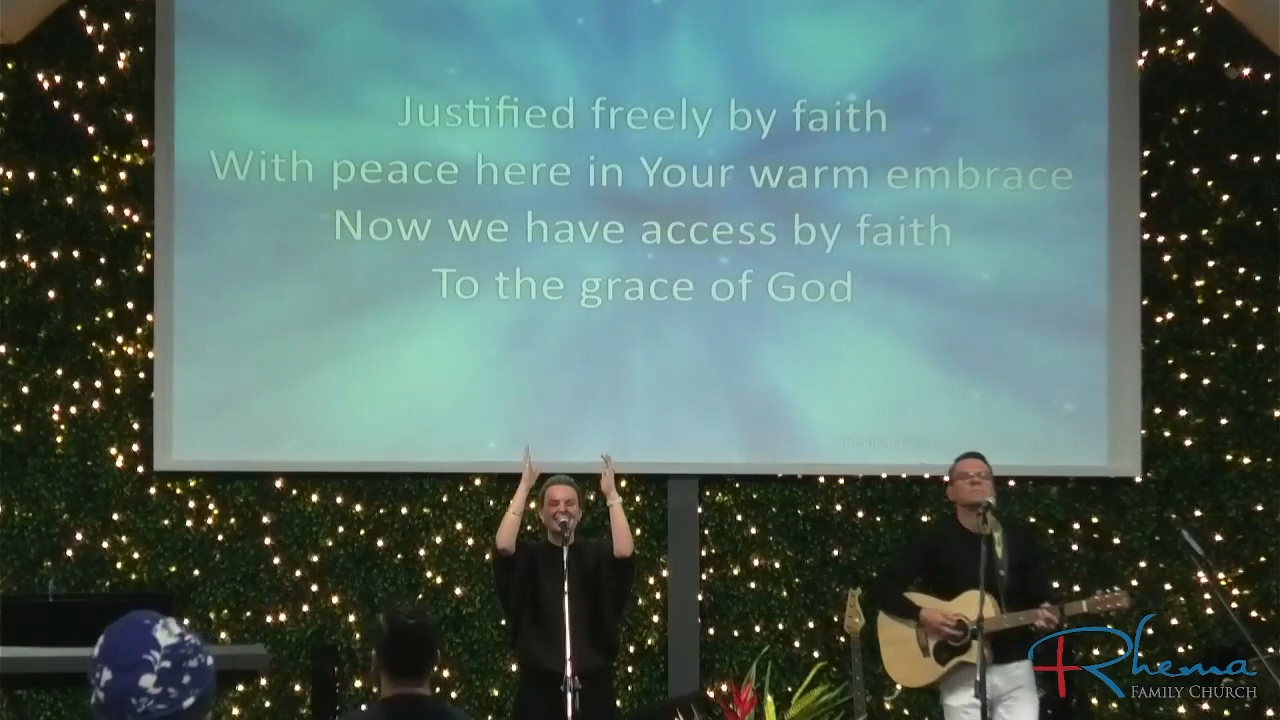 Justified freely by faith
With peace here in Your warm embrace
Now we have access by faith
To the grace of God
Rhema
Family Church